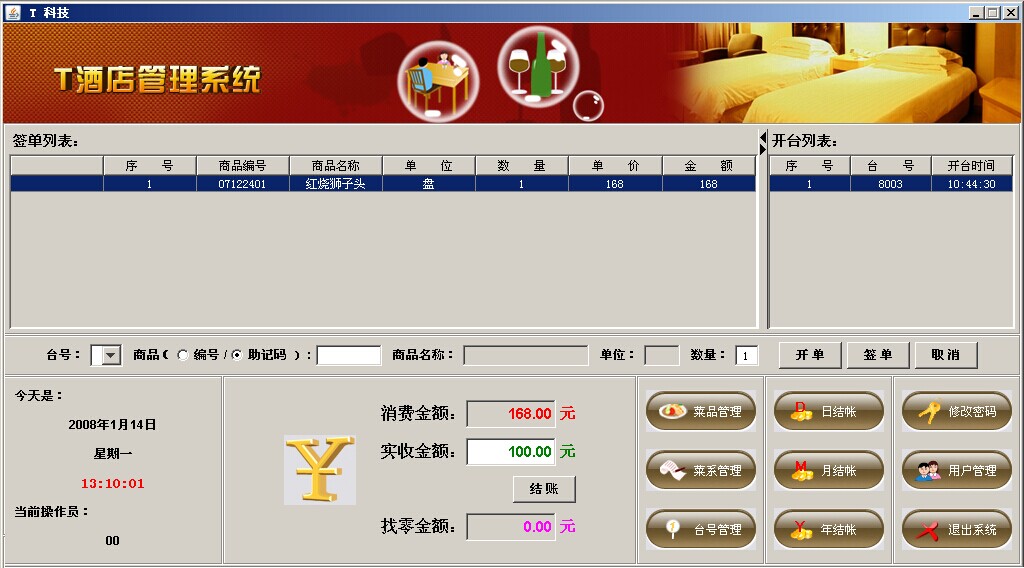 T 科技
T酒店管理系统
签单列表： 开台列表：
序 号 商品编号 商品名称 单 位 数 量 单 价 金 额 序 号 台 号 开台时间
1 07122401 红烧狮子头 盘 1 168 168 1 8003 10:44:30
台号： 商品( 编号 / 助记码 ) : 商品名称： 单位： 数量： 1 开 单 签 单 取 消
今天是：
2008年1月14日
星期一
13:10:01
当前操作员：
00
消费金额： 168.00 元
实收金额： 100.00 元
结 账
找零金额： 0.00 元
菜品管理 日结帐 修改密码
菜系管理 月结帐 用户管理
台号管理 年结帐 退出系统